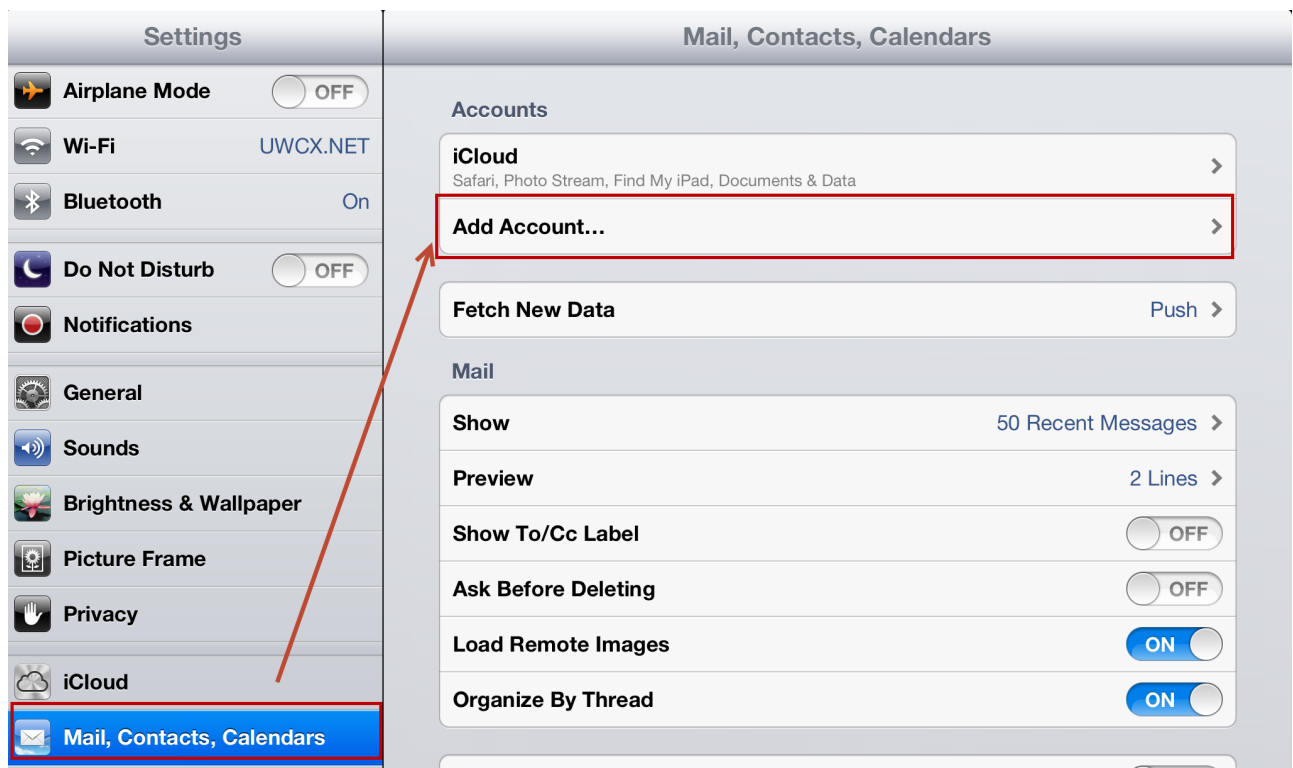 Settings
Airplane Mode OFF
Wi-Fi UWCX.NET
Bluetooth On
Do Not Disturb OFF
Notifications
General
Sounds
Brightness & Wallpaper
Picture Frame
Privacy
iCloud
Mail, Contacts, Calendars
Mail, Contacts, Calendars
Accounts
iCloud
Safari, Photo Stream, Find My iPad, Documents & Data
Add Account...
Fetch New Data Push
Mail
Show 50 Recent Messages
Preview 2 Lines
Show To/Cc Label OFF
Ask Before Deleting OFF
Load Remote Images ON
Organize By Thread ON